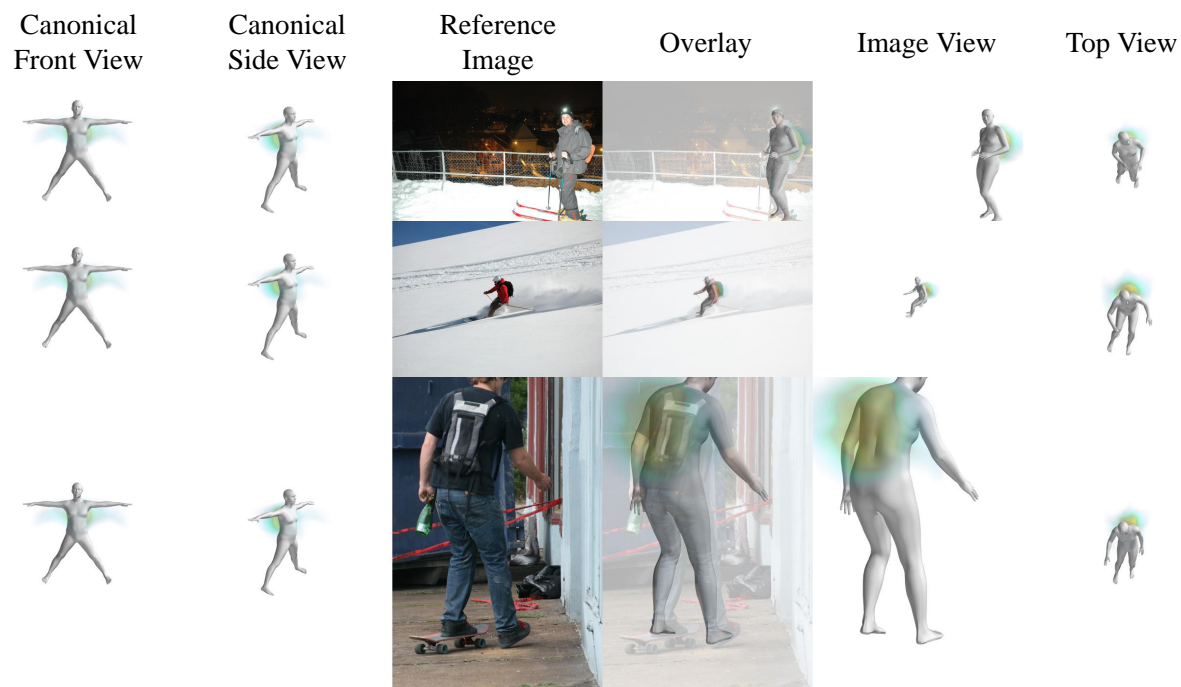 Canonical
Front View
Canonical
Side View
Reference
Image
Overlay
Image View
Top View